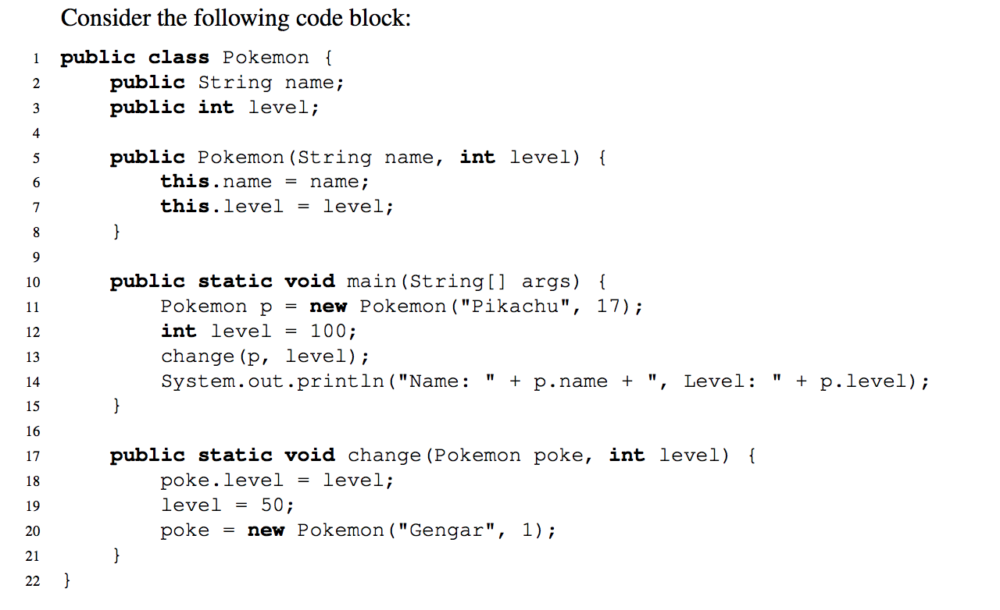 Consider the following code block:
1 public class Pokemon {
2     public String name;
3     public int level;
4
5     public Pokemon(String name, int level) {
6         this.name = name;
7         this.level = level;
8     }
9
10     public static void main(String[] args) {
11         Pokemon p = new Pokemon("Pikachu", 17);
12         int level = 100;
13         change(p, level);
14         System.out.println("Name: " + p.name + ", Level: " + p.level);
15     }
16
17     public static void change(Pokemon poke, int level) {
18         poke.level = level;
19         level = 50;
20         poke = new Pokemon("Gengar", 1);
21     }
22 }